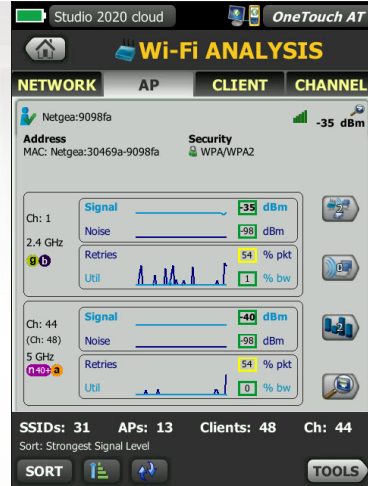 Studio 2020 cloud OneTouch AT
Wi-Fi ANALYSIS
NETWORK AP CLIENT CHANNEL
Netgea:9098fa -35 dBm
Address Security
MAC: Netgea:30469a-9098fa WPA/WPA2
Ch: 1
2.4 GHz
g b
Signal -35 dBm
Noise -98 dBm
Retries 54 % pkt
Util 1 % bw
2
0
Ch: 44
(Ch: 48)
5 GHz
n40+ a
Signal -40 dBm
Noise -98 dBm
Retries 54 % pkt
Util 0 % bw
2
SSIDs: 31 APs: 13 Clients: 48 Ch: 44
Sort: Strongest Signal Level
SORT TOOLS